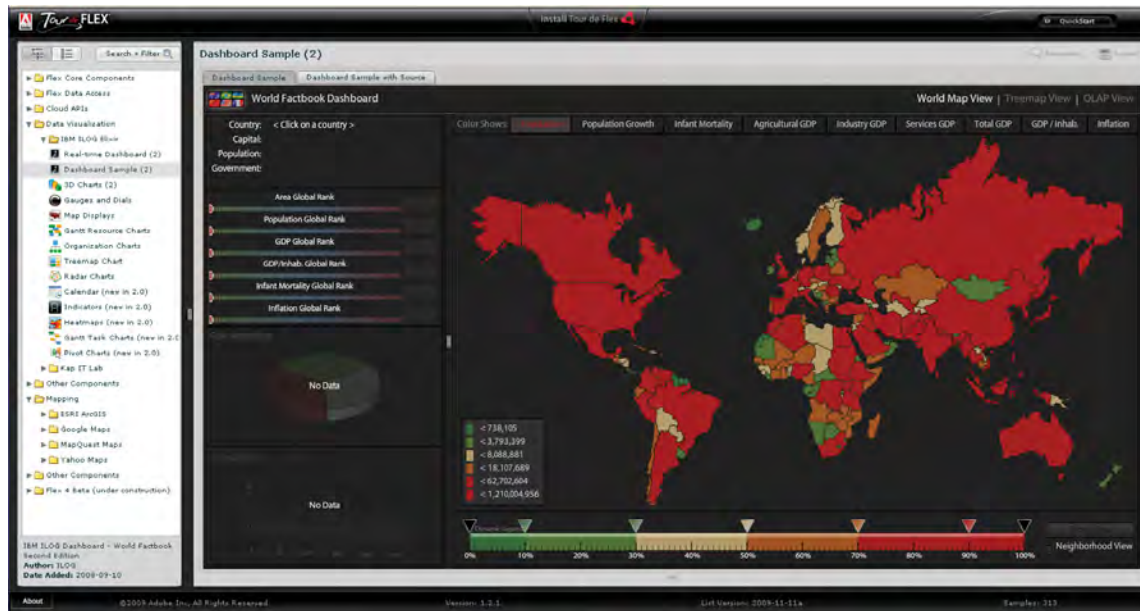 Tour de FLEX
Install Tour de Flex
QuickStart
Search + Filter
Flex Core Components
Flex Data Access
Cloud APIs
Data Visualization
IBM ILOG Elixir
Real-time Dashboard (2)
Dashboard Sample (2)
3D Charts (2)
Gauges and Dials
Map Displays
Gantt Resource Charts
Organization Charts
Treemap Chart
Radar Charts
Calendar (new in 2.0)
Indicators (new in 2.0)
Heatmaps (new in 2.0)
Gantt Task Charts (new in 2.0
Pivot Charts (new in 2.0)
Kap IT Lab
Other Components
Mapping
ESRI ArcGIS
Google Maps
MapQuest Maps
Yahoo Maps
Other Components
Flex 4 Beta (under construction)
IBM ILOG Dashboard - World Factbook
Second Edition
Author: ILOG
Date Added: 2008-09-10
Dashboard Sample (2)
Dashboard Sample
Dashboard Sample with Source
World Factbook Dashboard
World Map View | Treemap View | OLAP View
Country: < Click on a country >
Capital:
Population:
Government:
Area Global Rank
Population Global Rank
GDP Global Rank
GDP/Inhab. Global Rank
Infant Mortality Global Rank
Inflation Global Rank
No Data
No Data
Color Shows:
Population Growth
Infant Mortality
Agricultural GDP
Industry GDP
Services GDP
Total GDP
GDP / Inhab.
Inflation
< 738,105
< 3,793,399
< 8,088,881
< 18,107,689
< 62,702,604
< 1,210,004,956
0% 10% 20% 30% 40% 50% 60% 70% 80% 90% 100%
Neighborhood View
About
©2009 Adobe Inc, All Rights Reserved
Version: 1.2.1
List Version: 2009-11-11a
Samples: 313